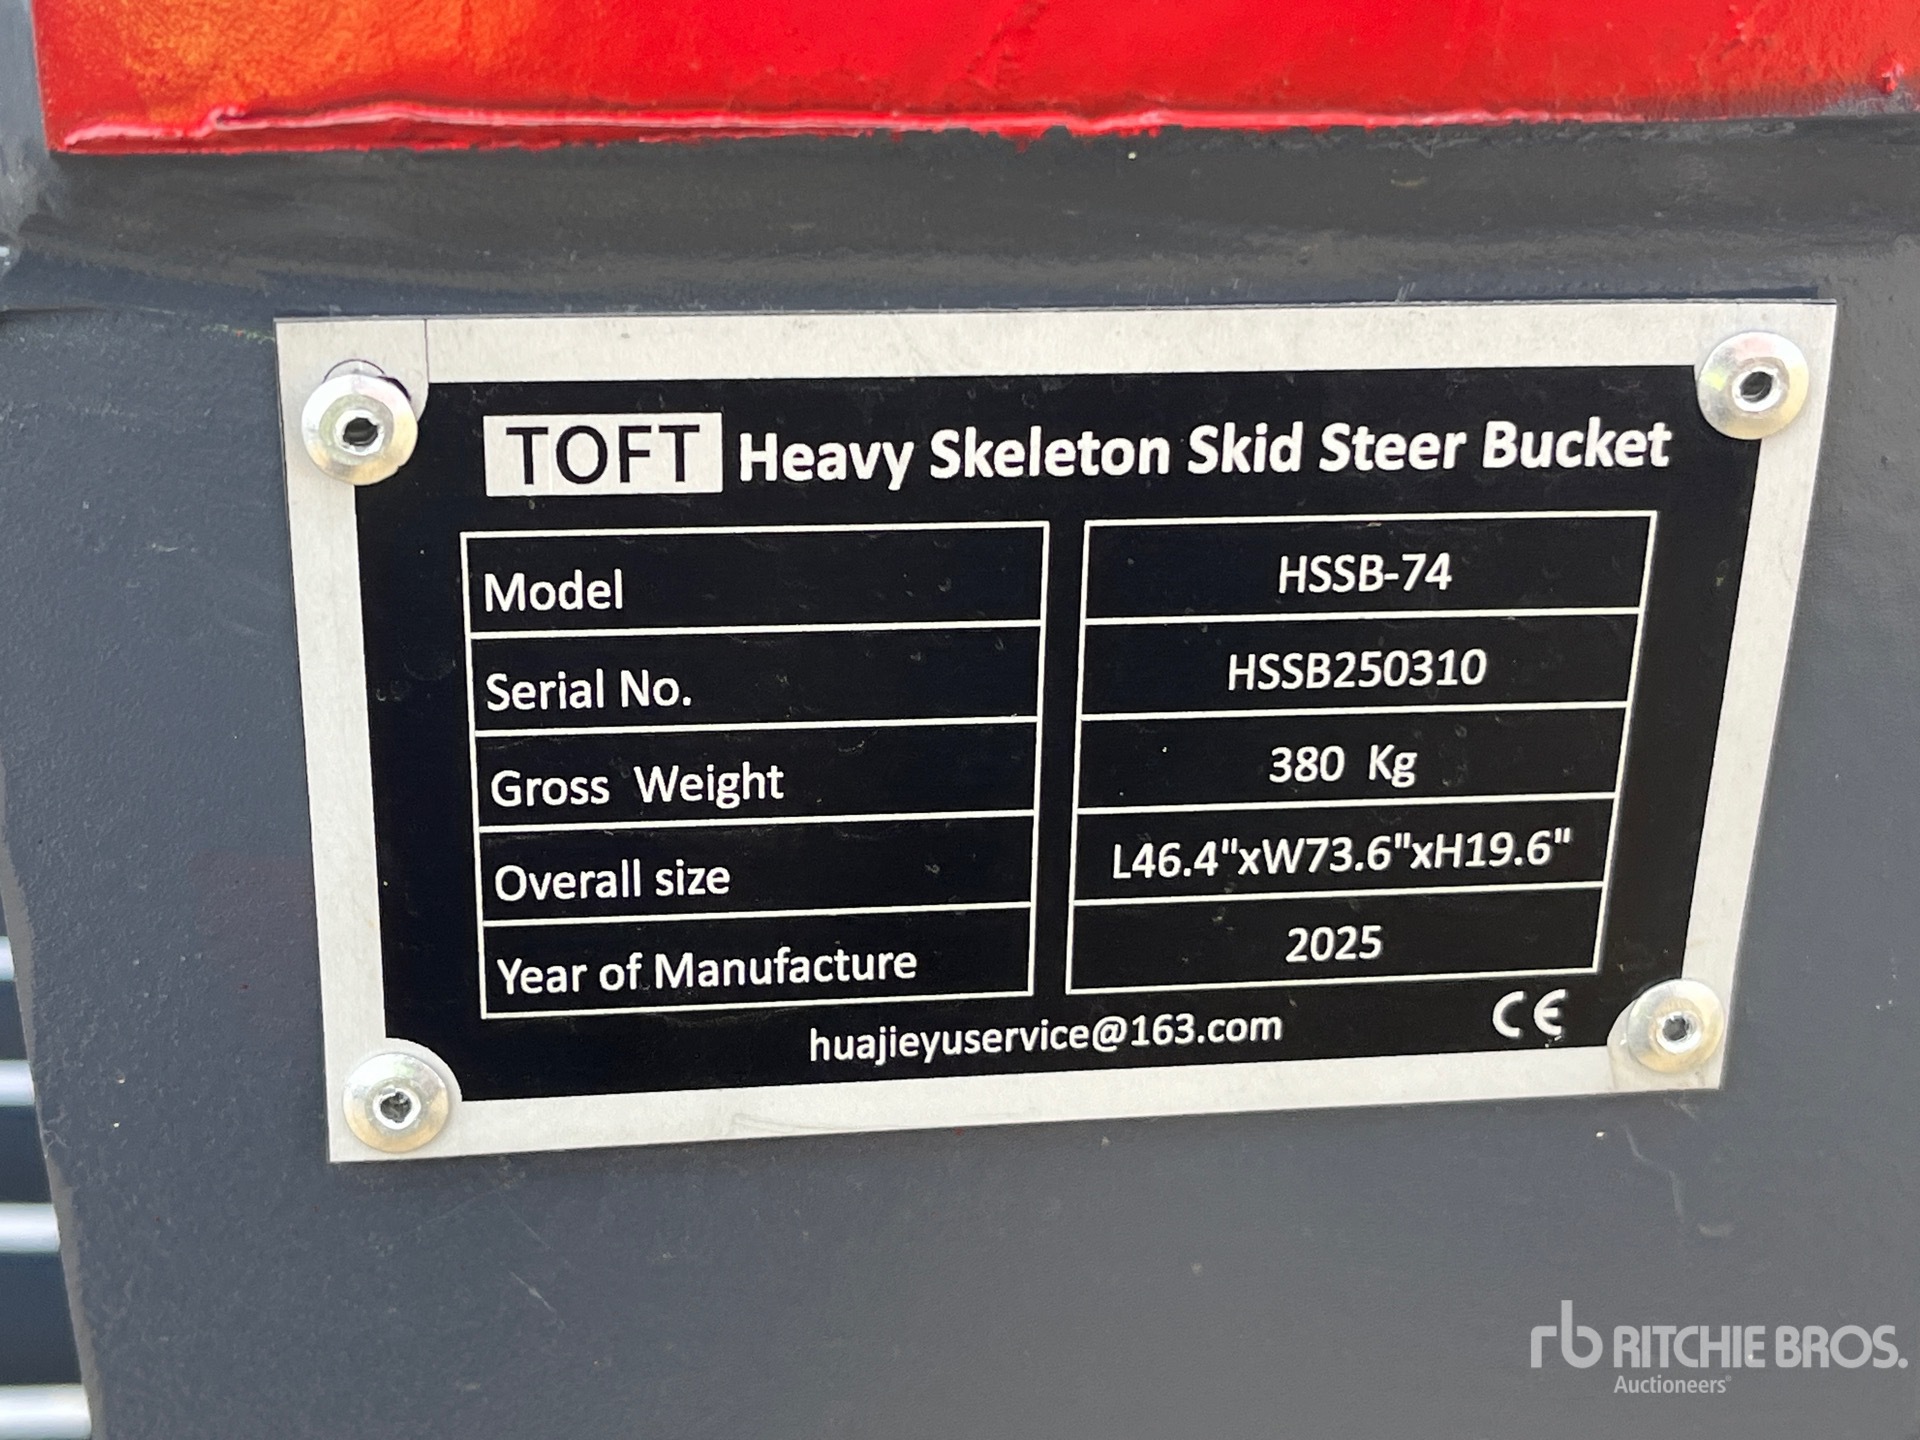 TOFT Heavy Skeleton Skid Steer Bucket
Model HSSB-74
Serial No. HSSB250310
Gross Weight 380 Kg
Overall size L46.4"xW73.6"xH19.6"
Year of Manufacture 2025
huajieyuservice@163.com CE
rb RITCHIE BROS.
Auctioneers®